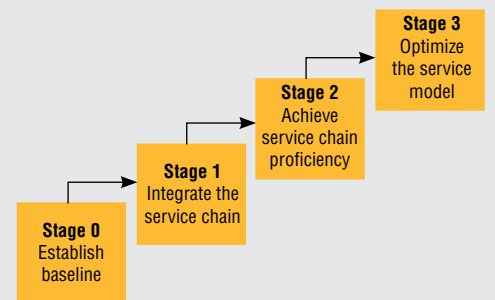 Stage 3
Optimize
the service
model
Stage 2
Achieve
service chain
proficiency
Stage 1
Integrate the
service chain
Stage 0
Establish
baseline